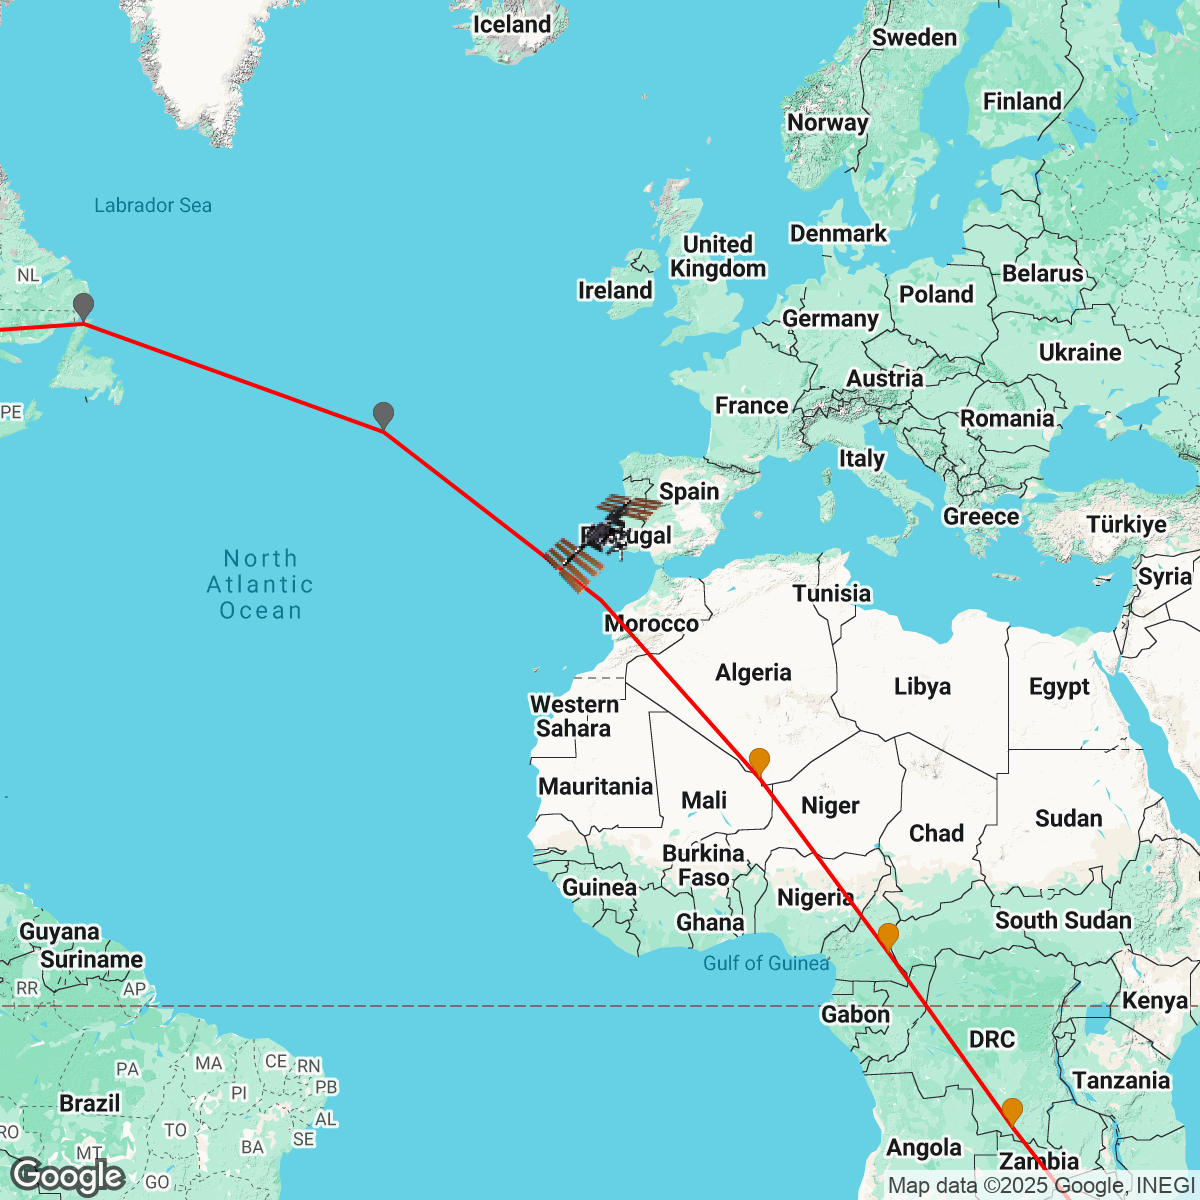 Iceland
Sweden
Finland
Norway
Labrador Sea
Denmark
United
Kingdom
NL
Belarus
Ireland
Poland
Germany
Ukraine
Austria
France
PE
Romania
Italy
Spain
Greece
Türkiye
Portugal
North
Atlantic
Ocean
Syria
Tunisia
Morocco
Algeria
Libya
Egypt
Western
Sahara
Mauritania
Mali
Niger
Sudan
Chad
Burkina
Faso
Guinea
Nigeria
Ghana
South Sudan
Guyana
Suriname
Gulf of Guinea
RR
AP
Kenya
Gabon
DRC
MA
CE
RN
PA
PI
PB
Tanzania
Brazil
AL
TO
RO
SE
BA
MT
Angola
Zambia
GO
Google
Map data ©2025 Google, INEGI